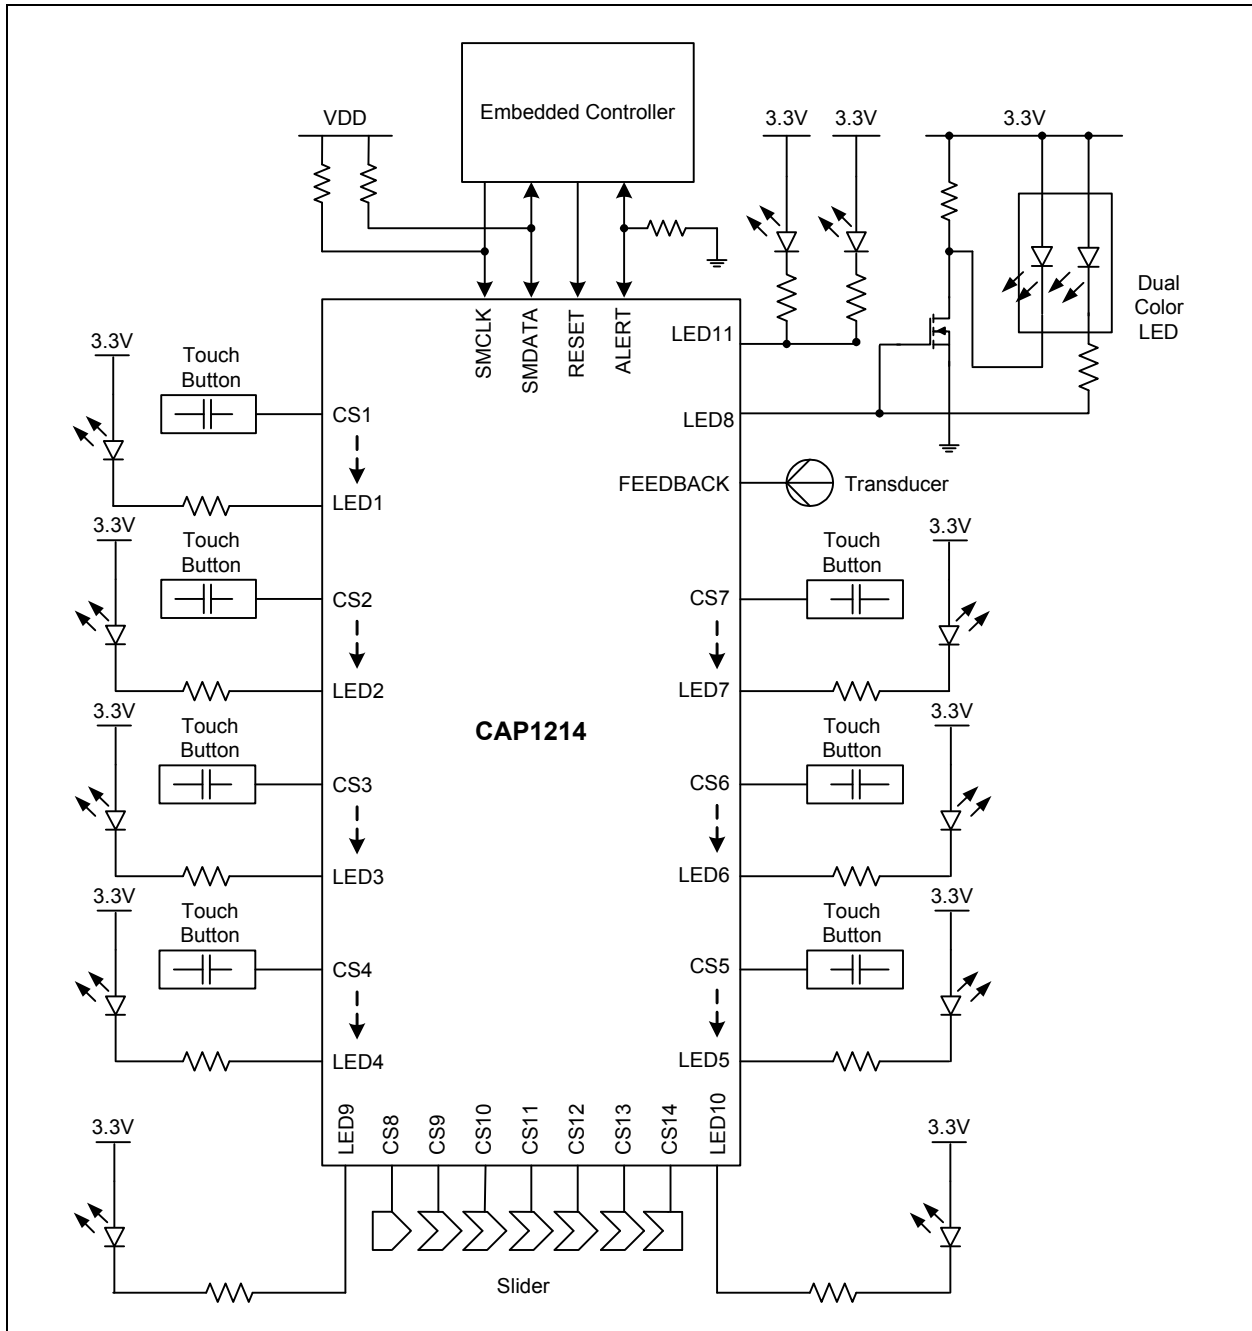 Embedded Controller
VDD
3.3V
3.3V
3.3V
Dual
Color
LED
SMCLK
SMDATA
RESET
ALERT
LED11
LED8
FEEDBACK
Transducer
3.3V
Touch
Button
CS1
LED1
3.3V
Touch
Button
CS2
LED2
Touch
Button
3.3V
CS7
LED7
CAP1214
3.3V
Touch
Button
CS3
LED3
Touch
Button
3.3V
CS6
LED6
3.3V
Touch
Button
CS4
LED4
Touch
Button
3.3V
CS5
LED5
LED9
CS8
CS9
CS10
CS11
CS12
CS13
CS14
LED10
3.3V
3.3V
Slider